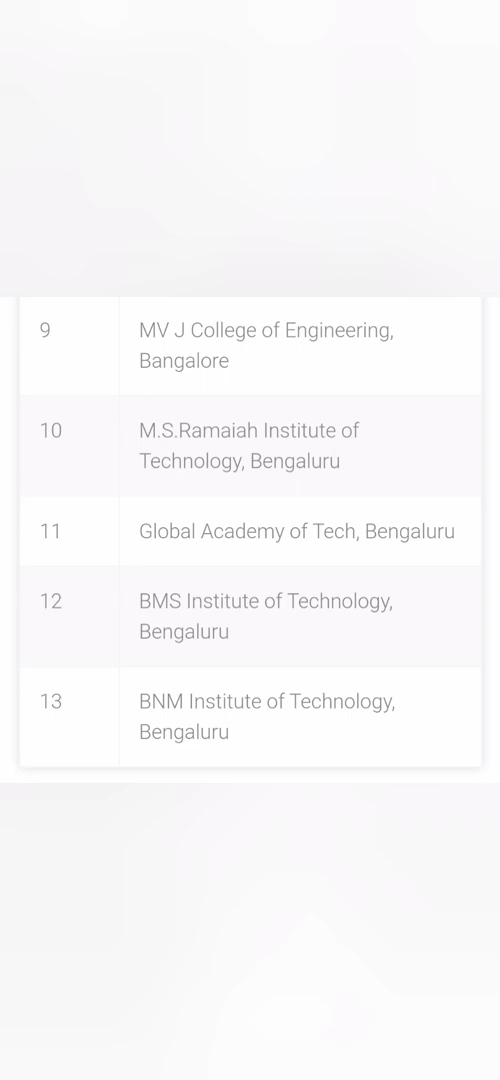 9 MV J College of Engineering,
Bangalore
10 M.S.Ramaiah Institute of
Technology, Bengaluru
11 Global Academy of Tech, Bengaluru
12 BMS Institute of Technology,
Bengaluru
13 BNM Institute of Technology,
Bengaluru